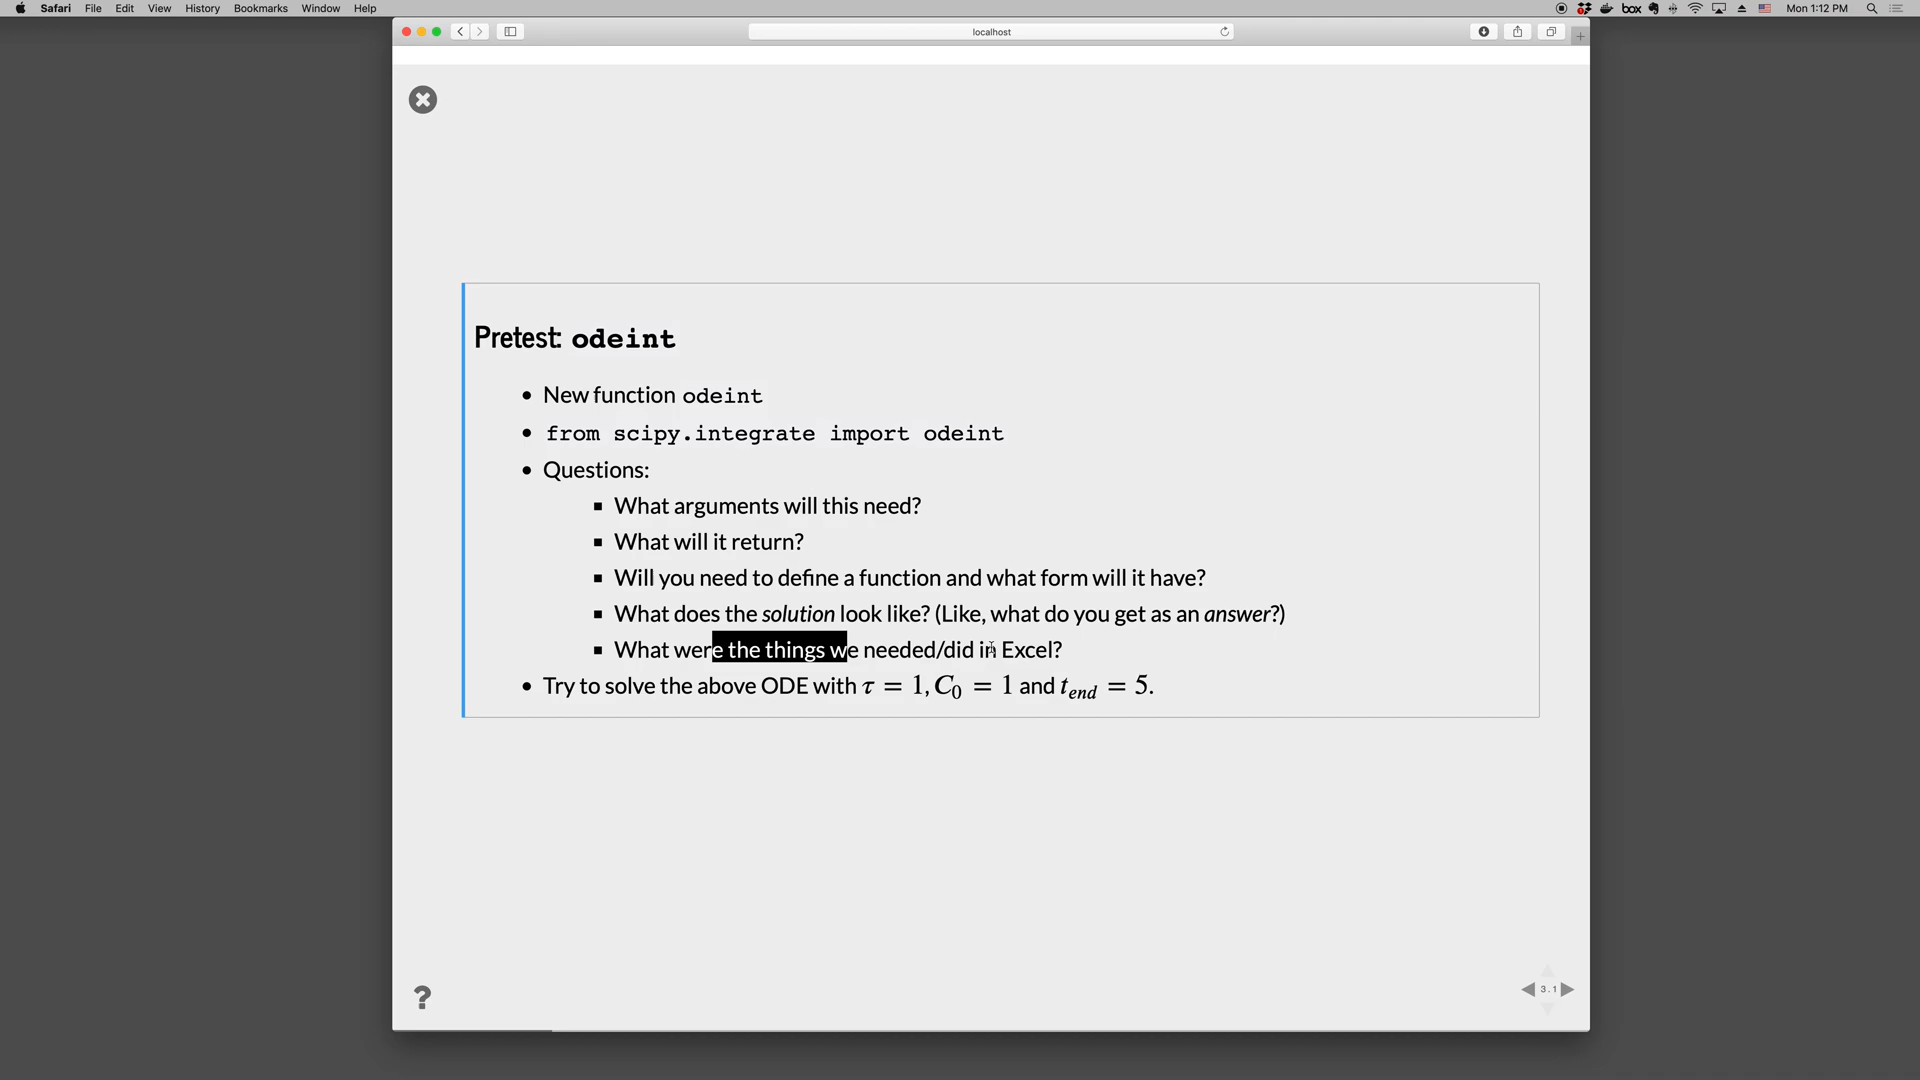 Safari File Edit View History Bookmarks Window Help
box Mon 1:12 PM
localhost
Pretest: odeint
• New function odeint
• from scipy.integrate import odeint
• Questions:
▪ What arguments will this need?
▪ What will it return?
▪ Will you need to define a function and what form will it have?
▪ What does the solution look like? (Like, what do you get as an answer?)
▪ What were the things we needed/did in Excel?
• Try to solve the above ODE with τ = 1, C₀ = 1 and t_end = 5.
?
3.1